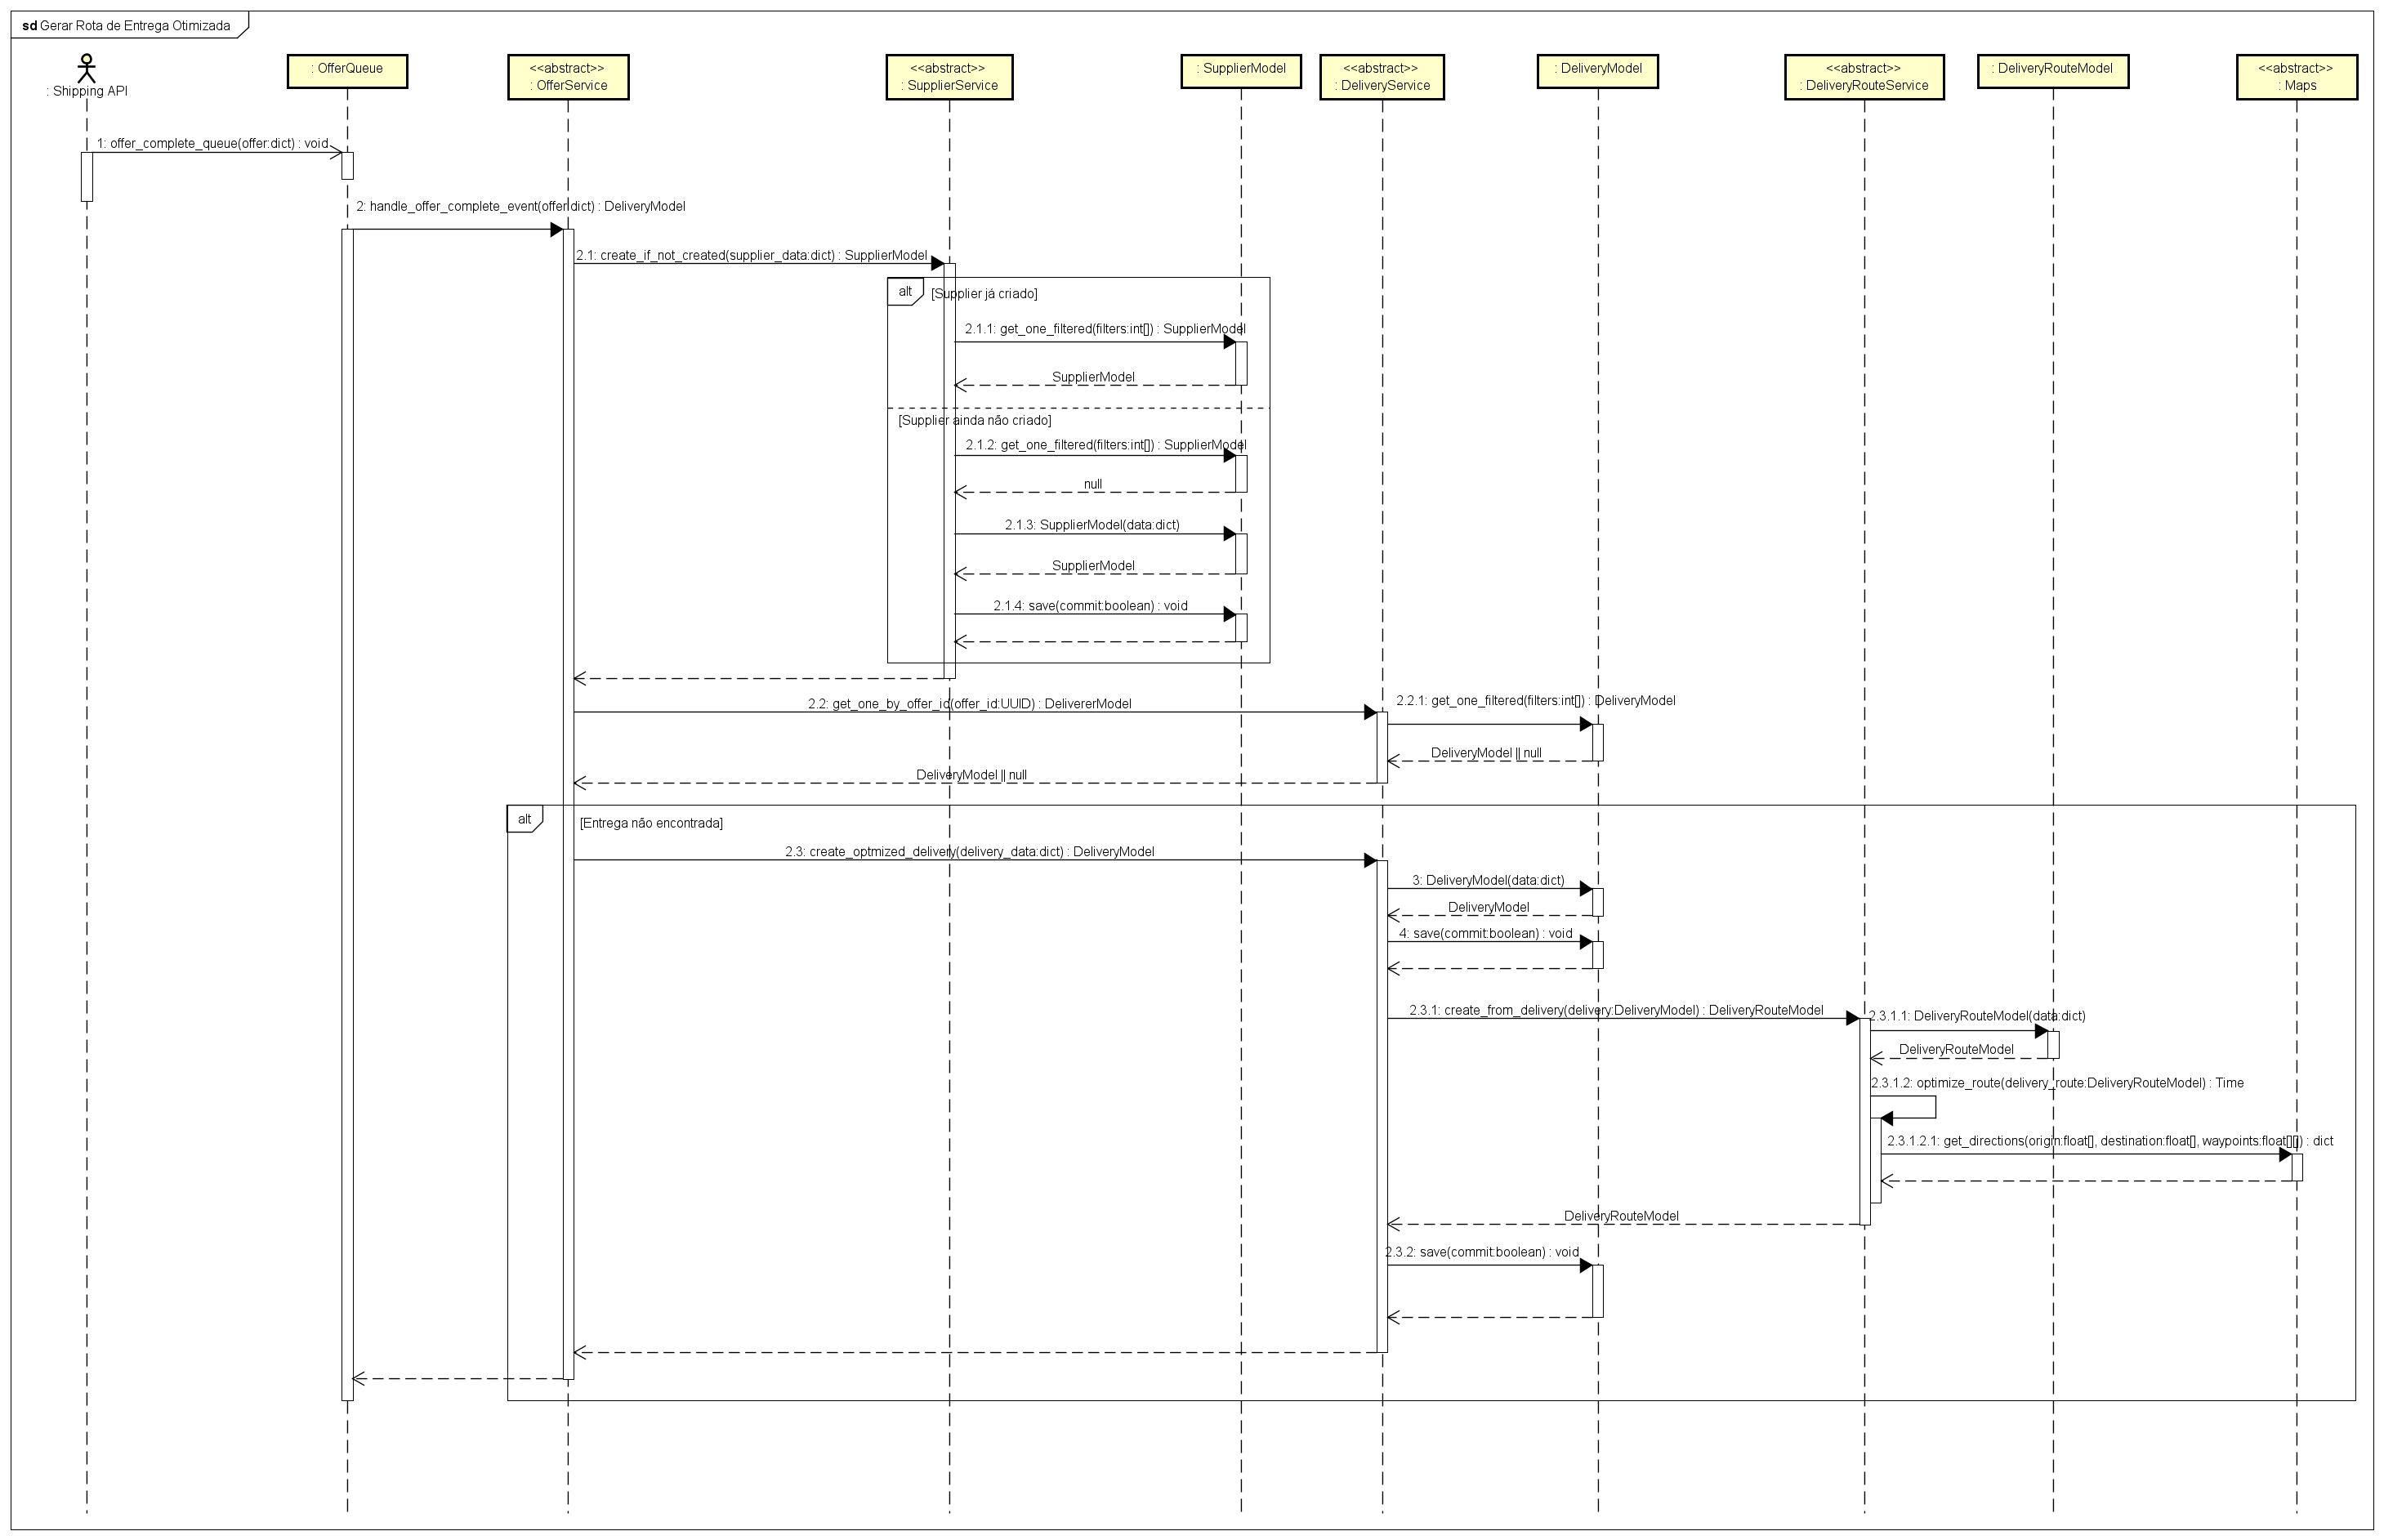 sd Gerar Rota de Entrega Otimizada
: Shipping API
: OfferQueue
<<abstract>>
: OfferService
<<abstract>>
: SupplierService
: SupplierModel
<<abstract>>
: DeliveryService
: DeliveryModel
<<abstract>>
: DeliveryRouteService
: DeliveryRouteModel
<<abstract>>
: Maps
1: offer_complete_queue(offer:dict) : void
2: handle_offer_complete_event(offer:dict) : DeliveryModel
2.1: create_if_not_created(supplier_data:dict) : SupplierModel
alt
[Supplier já criado]
2.1.1: get_one_filtered(filters:int[]) : SupplierModel
SupplierModel
[Supplier ainda não criado]
2.1.2: get_one_filtered(filters:int[]) : SupplierModel
null
2.1.3: SupplierModel(data:dict)
SupplierModel
2.1.4: save(commit:boolean) : void
2.2: get_one_by_offer_id(offer_id:UUID) : DelivererModel
2.2.1: get_one_filtered(filters:int[]) : DeliveryModel
DeliveryModel || null
DeliveryModel || null
alt
[Entrega não encontrada]
2.3: create_optmized_delivery(delivery_data:dict) : DeliveryModel
3: DeliveryModel(data:dict)
DeliveryModel
4: save(commit:boolean) : void
2.3.1: create_from_delivery(delivery:DeliveryModel) : DeliveryRouteModel
2.3.1.1: DeliveryRouteModel(data:dict)
DeliveryRouteModel
2.3.1.2: optimize_route(delivery_route:DeliveryRouteModel) : Time
2.3.1.2.1: get_directions(origin:float[], destination:float[], waypoints:float[][]) : dict
DeliveryRouteModel
2.3.2: save(commit:boolean) : void